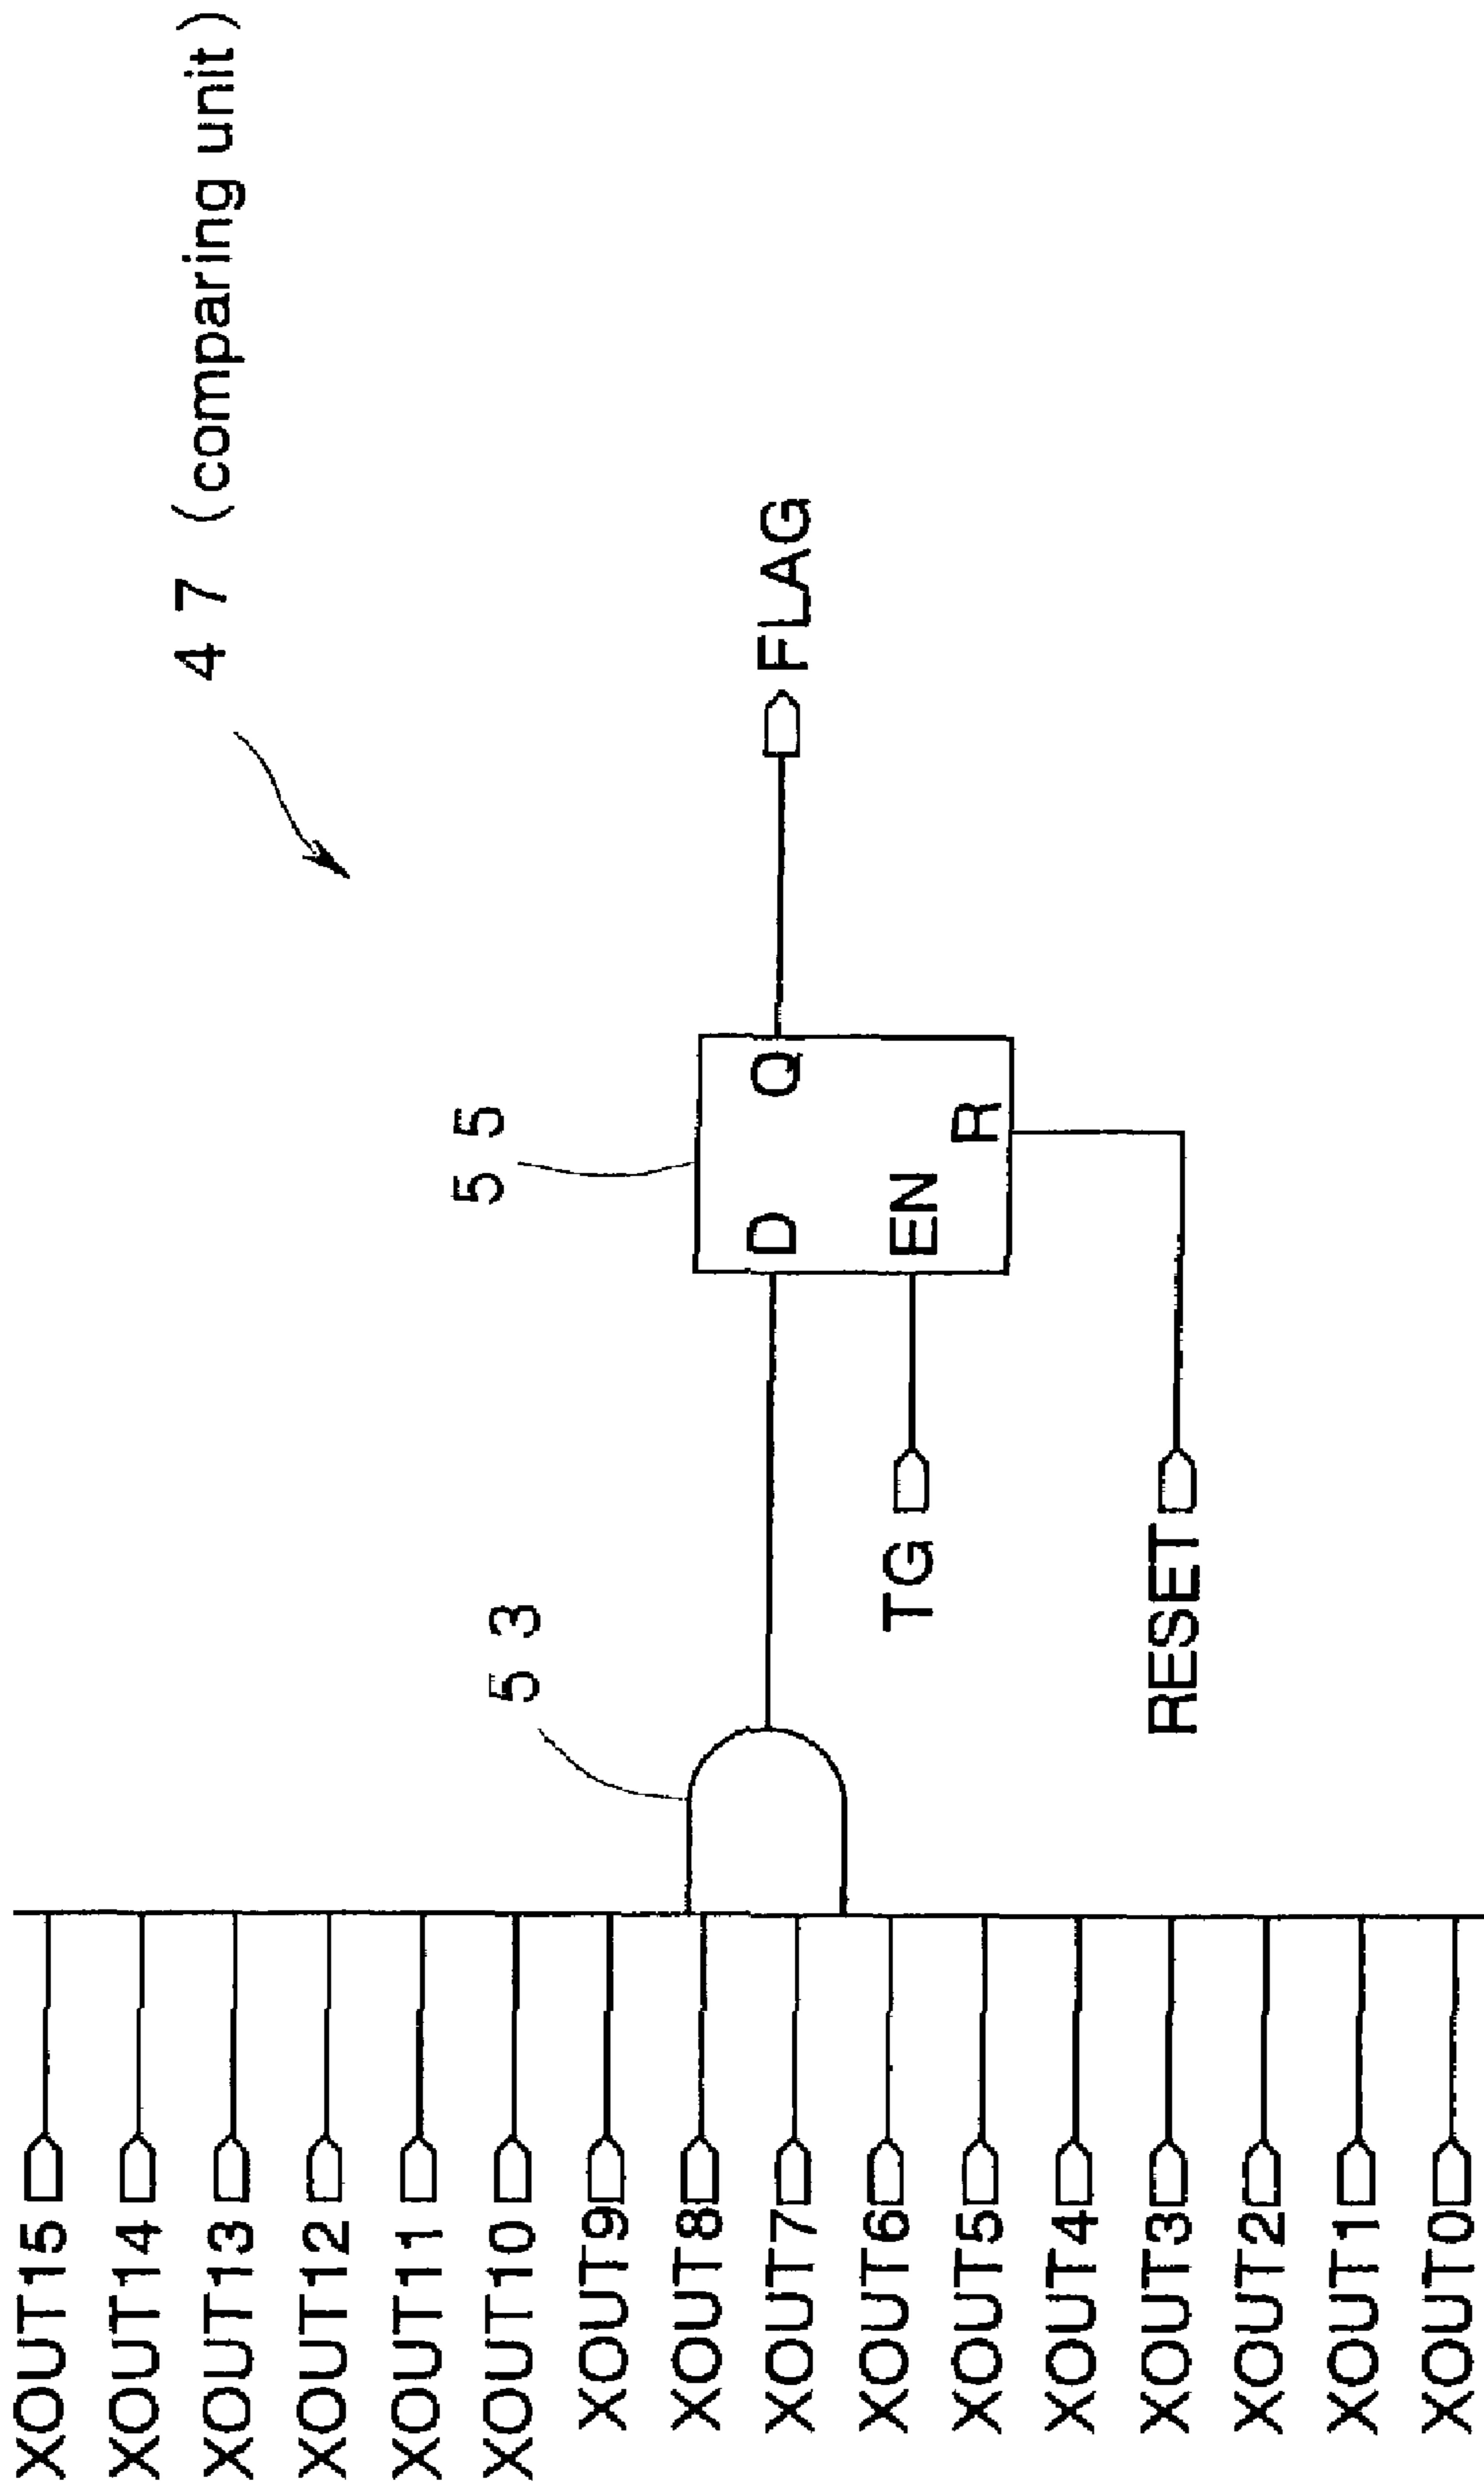 47 (comparing unit)
XOUT15
XOUT14
XOUT13
XOUT12
XOUT11
XOUT10
XOUT9
XOUT8
XOUT7
XOUT6
XOUT5
XOUT4
XOUT3
XOUT2
XOUT1
XOUT0
53
55
D
Q
EN
R
TG
RESET
FLAG